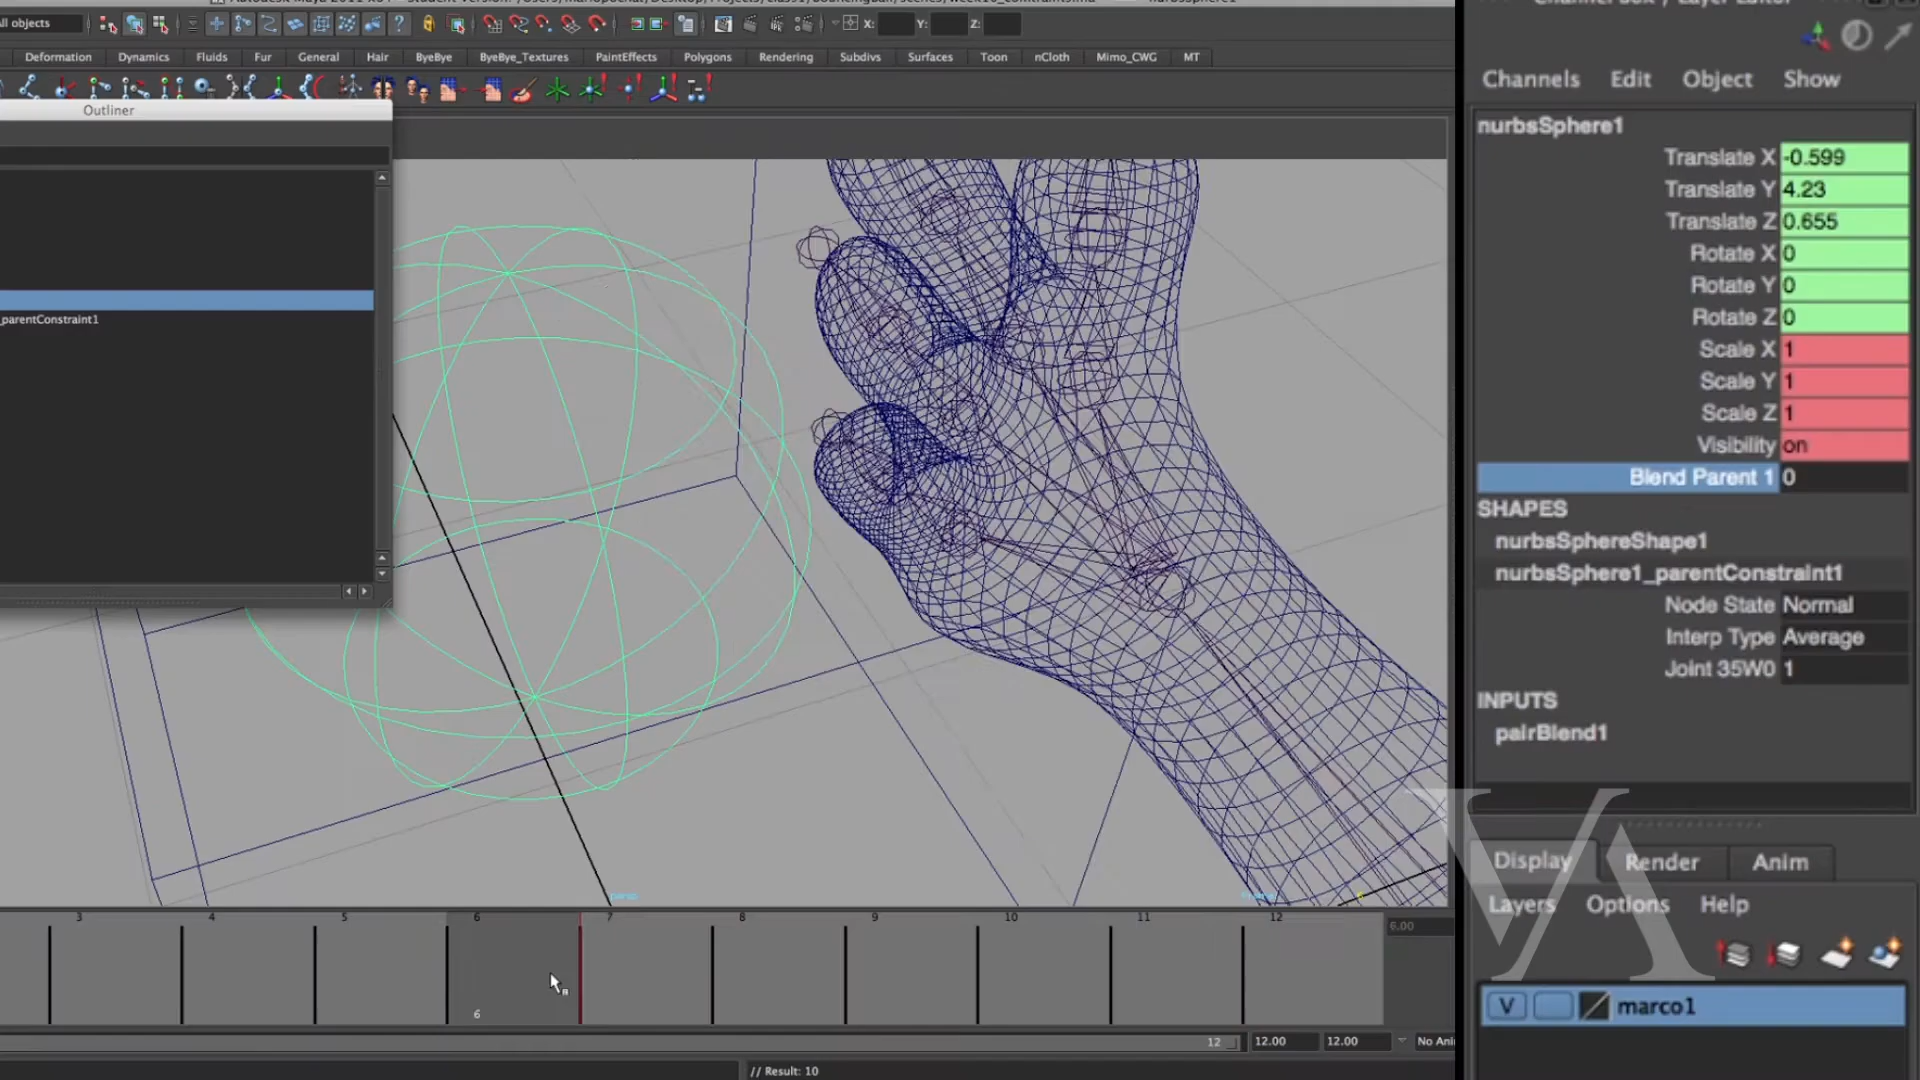 Channels Edit Object Show
All objects
X: Y: Z:
Deformation Dynamics Fluids Fur General Hair ByeBye ByeBye_Textures PaintEffects Polygons Rendering Subdivs Surfaces Toon nCloth Mimo_CWG MT
Outliner
_parentConstraint1
nurbsSphere1
Translate X -0.599
Translate Y 4.23
Translate Z 0.655
Rotate X 0
Rotate Y 0
Rotate Z 0
Scale X 1
Scale Y 1
Scale Z 1
Visibility on
Blend Parent 1 0
SHAPES
nurbsSphereShape1
nurbsSphere1_parentConstraint1
Node State Normal
Interp Type Average
Joint 35W0 1
INPUTS
pairBlend1
Display Render Anim
Layers Options Help
V marco1
VA
persp
3 4 5 6 7 8 9 10 11 12
6.00
6
12 12.00 12.00 No Ani
// Result: 10